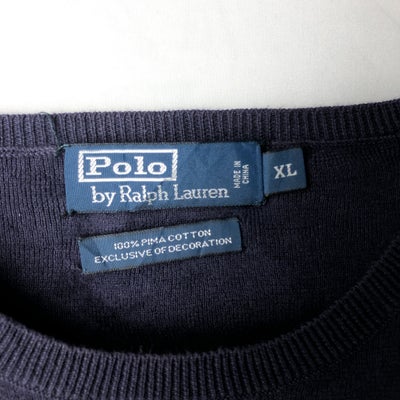 Polo
by Ralph Lauren
MADE IN
CHINA
XL
100% PIMA COTTON
EXCLUSIVE OF DECORATION